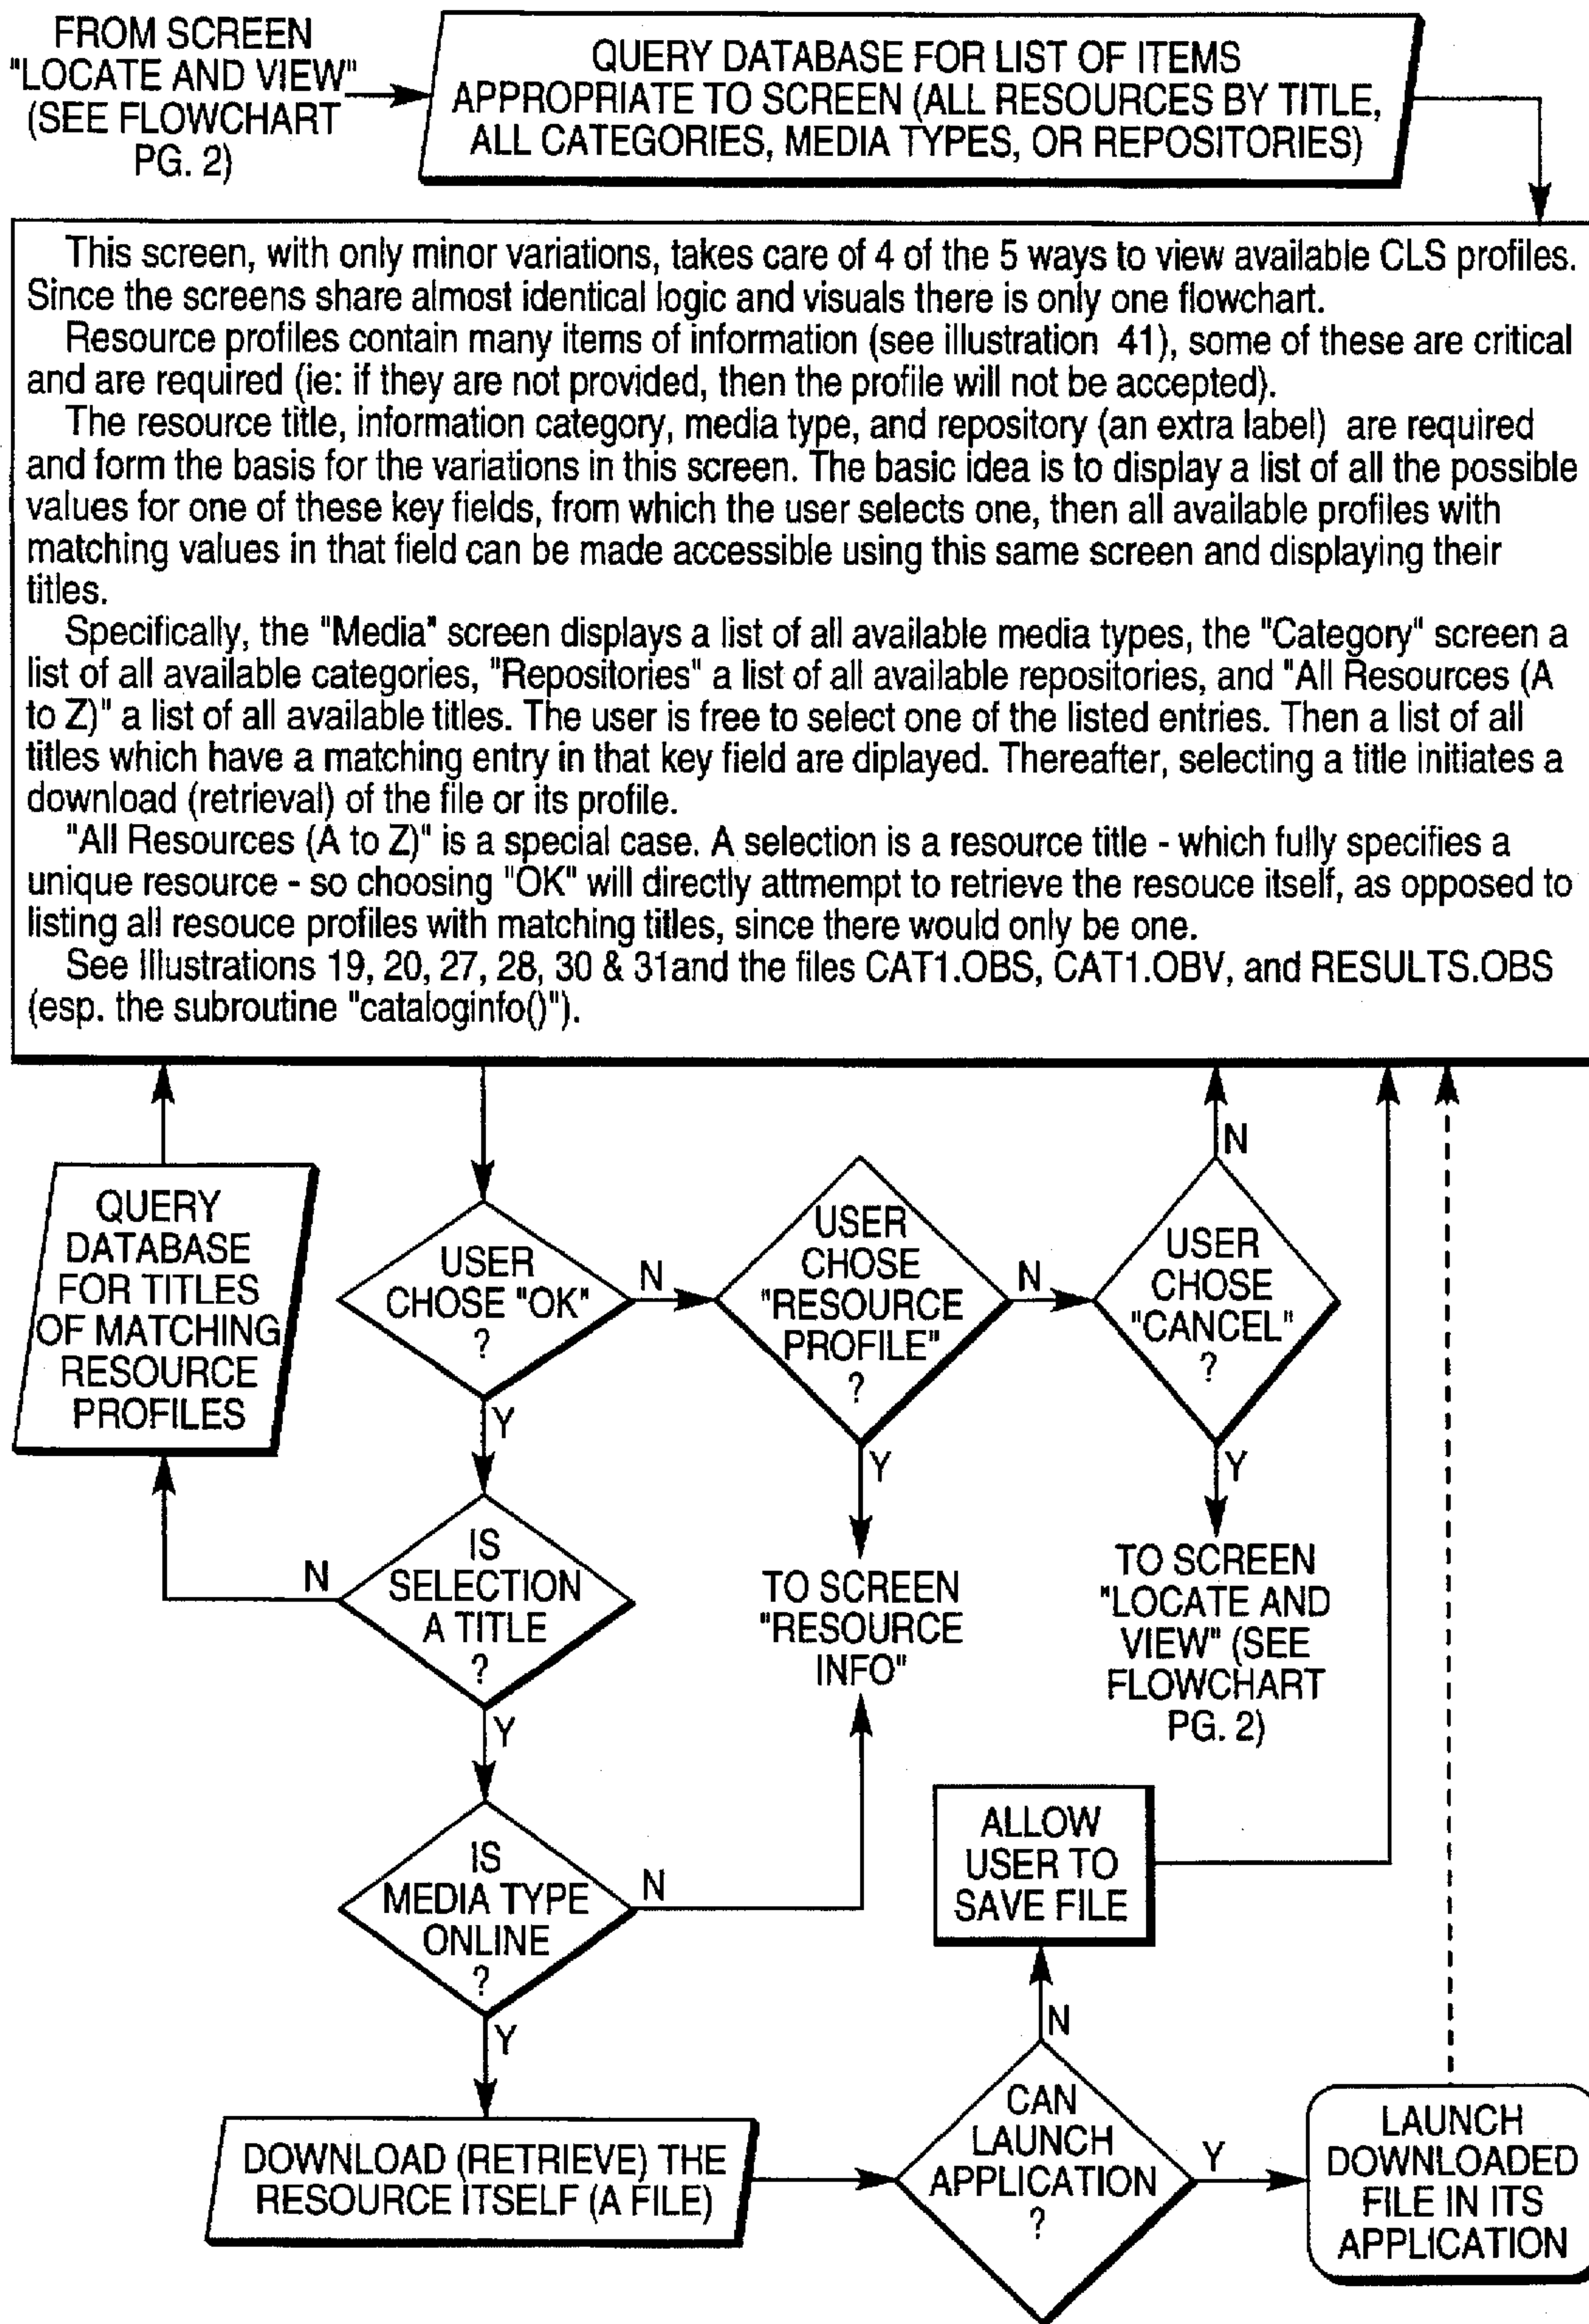 FROM SCREEN
"LOCATE AND VIEW"
(SEE FLOWCHART
PG. 2)
QUERY DATABASE FOR LIST OF ITEMS
APPROPRIATE TO SCREEN (ALL RESOURCES BY TITLE,
ALL CATEGORIES, MEDIA TYPES, OR REPOSITORIES)
This screen, with only minor variations, takes care of 4 of the 5 ways to view available CLS profiles.
Since the screens share almost identical logic and visuals there is only one flowchart.
Resource profiles contain many items of information (see illustration 41), some of these are critical
and are required (ie: if they are not provided, then the profile will not be accepted).
The resource title, information category, media type, and repository (an extra label) are required
and form the basis for the variations in this screen. The basic idea is to display a list of all the possible
values for one of these key fields, from which the user selects one, then all available profiles with
matching values in that field can be made accessible using this same screen and displaying their
titles.
Specifically, the "Media" screen displays a list of all available media types, the "Category" screen a
list of all available categories, "Repositories" a list of all available repositories, and "All Resources (A
to Z)" a list of all available titles. The user is free to select one of the listed entries. Then a list of all
titles which have a matching entry in that key field are diplayed. Thereafter, selecting a title initiates a
download (retrieval) of the file or its profile.
"All Resources (A to Z)" is a special case. A selection is a resource title - which fully specifies a
unique resource - so choosing "OK" will directly attmempt to retrieve the resouce itself, as opposed to
listing all resouce profiles with matching titles, since there would only be one.
See Illustrations 19, 20, 27, 28, 30 & 31and the files CAT1.OBS, CAT1.OBV, and RESULTS.OBS
(esp. the subroutine "cataloginfo()").
QUERY
DATABASE
FOR TITLES
OF MATCHING
RESOURCE
PROFILES
USER
CHOSE "OK"
?
N
Y
USER
CHOSE
"RESOURCE
PROFILE"
?
N
Y
N
USER
CHOSE
"CANCEL"
?
Y
IS
SELECTION
A TITLE
?
N
Y
TO SCREEN
"RESOURCE
INFO"
TO SCREEN
"LOCATE AND
VIEW" (SEE
FLOWCHART
PG. 2)
IS
MEDIA TYPE
ONLINE
?
N
Y
ALLOW
USER TO
SAVE FILE
N
DOWNLOAD (RETRIEVE) THE
RESOURCE ITSELF (A FILE)
CAN
LAUNCH
APPLICATION
?
Y
LAUNCH
DOWNLOADED
FILE IN ITS
APPLICATION